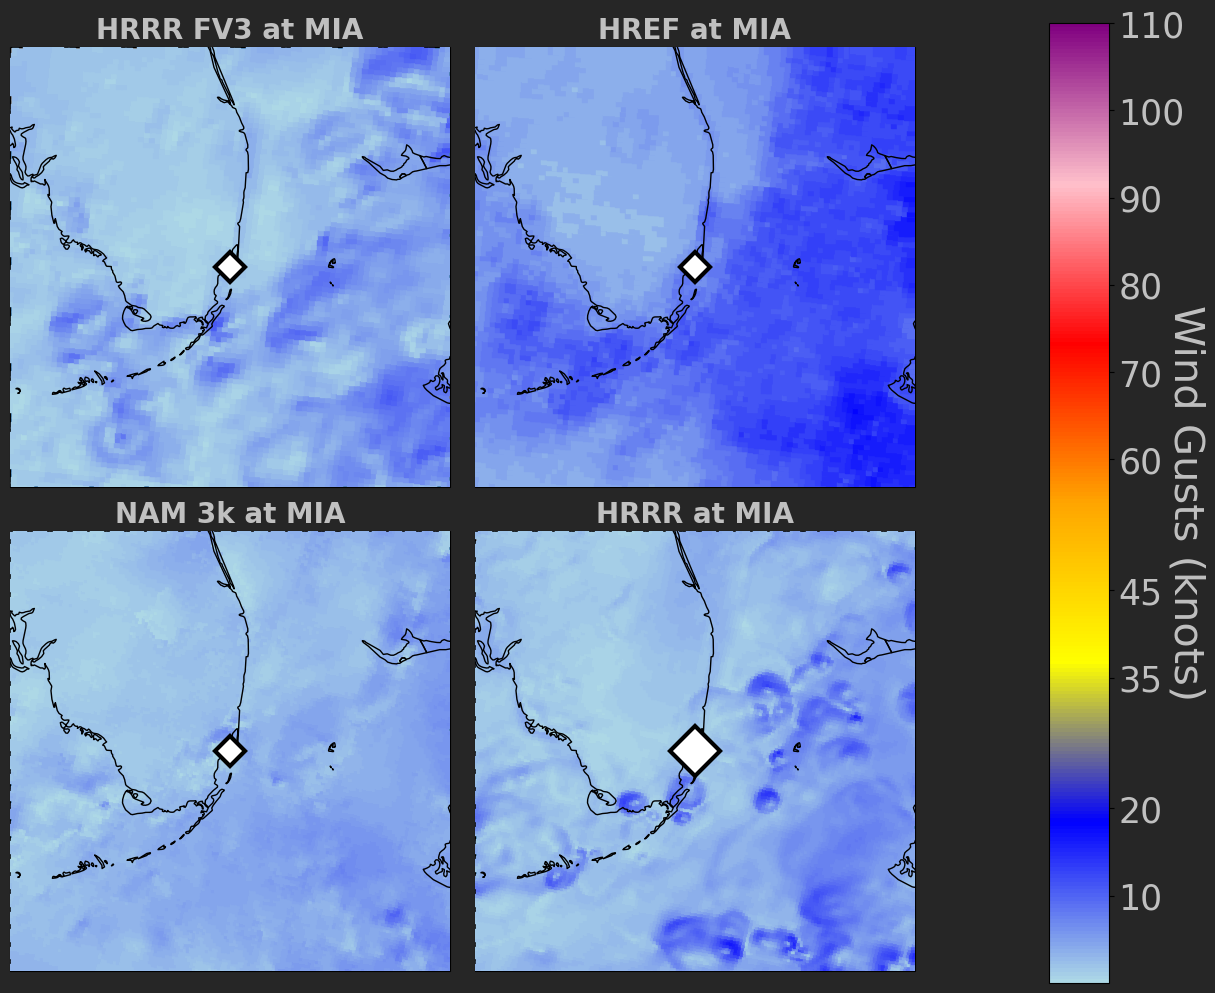 HRRR FV3 at MIA
HREF at MIA
NAM 3k at MIA
HRRR at MIA
110
100
90
80
70
60
45
35
20
10
Wind Gusts (knots)